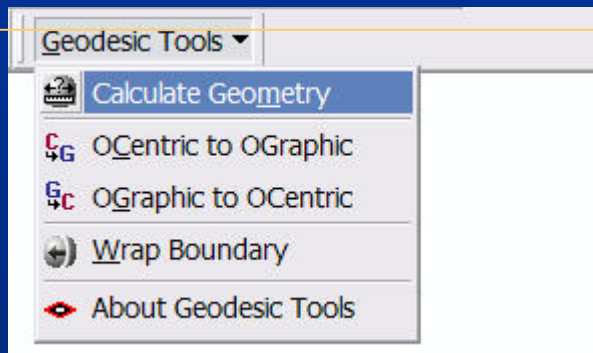 Geodesic Tools
Calculate Geometry
C G OCentric to OGraphic
G C OGraphic to OCentric
Wrap Boundary
About Geodesic Tools